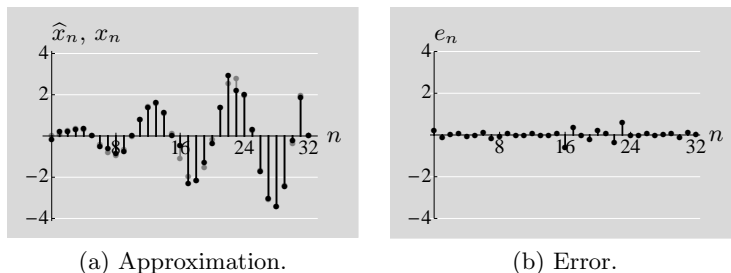 x̂ₙ, xₙ
4
2
8 16 24 32 n
−2
−4
(a) Approximation.
eₙ
4
2
8 16 24 32 n
−2
−4
(b) Error.